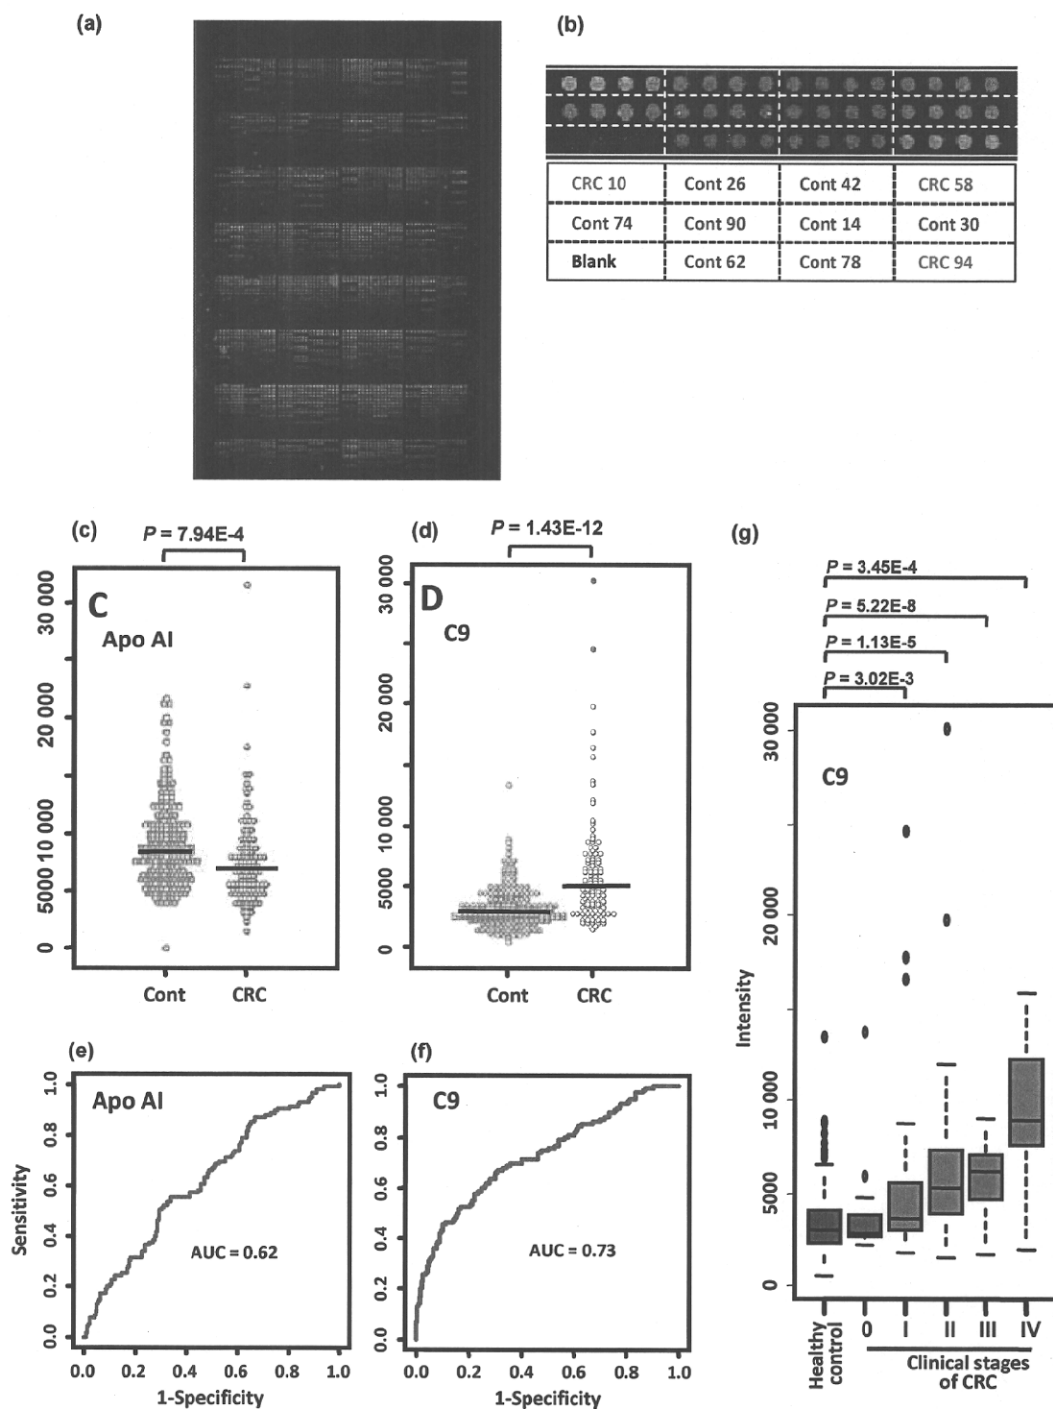 (a)
(b)
CRC 10 Cont 26 Cont 42 CRC 58
Cont 74 Cont 90 Cont 14 Cont 30
Blank Cont 62 Cont 78 CRC 94
(c)
P = 7.94E-4
C
Apo AI
30 000
20 000
10 000
5000
0
Cont CRC
(d)
P = 1.43E-12
D
C9
30 000
20 000
10 000
5000
0
Cont CRC
(e)
Apo AI
AUC = 0.62
Sensitivity
1.0
0.8
0.6
0.4
0.2
0.0
0.0 0.2 0.4 0.6 0.8 1.0
1-Specificity
(f)
C9
AUC = 0.73
1.0
0.8
0.6
0.4
0.2
0.0
0.0 0.2 0.4 0.6 0.8 1.0
1-Specificity
(g)
P = 3.45E-4
P = 5.22E-8
P = 1.13E-5
P = 3.02E-3
C9
Intensity
30 000
20 000
10 000
5000
0
Healthy
control
0 I II III IV
Clinical stages
of CRC